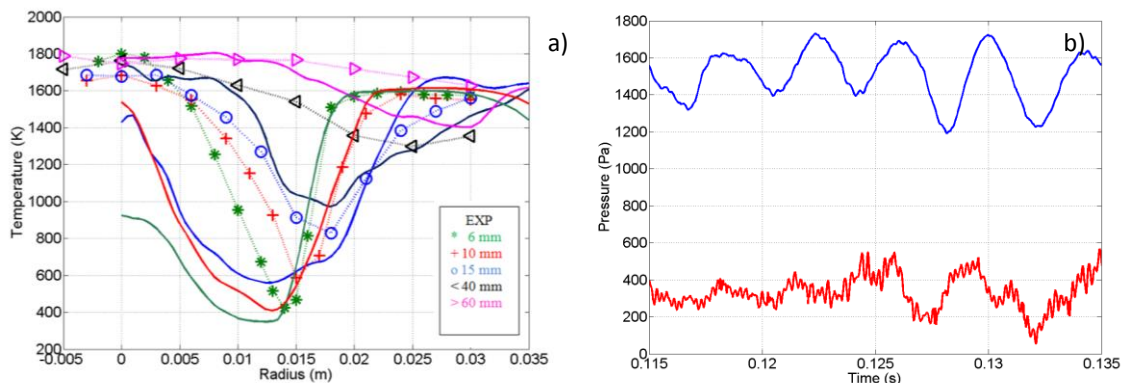 a)
Temperature (K)
2000
1800
1600
1400
1200
1000
800
600
400
200
-0.005
0
0.005
0.010
0.015
0.020
0.025
0.030
0.035
Radius (m)
EXP
* 6 mm
+ 10 mm
o 15 mm
< 40 mm
> 60 mm
b)
Pressure (Pa)
1800
1600
1400
1200
1000
800
600
400
200
0
0.115
0.12
0.125
0.13
0.135
Time (s)